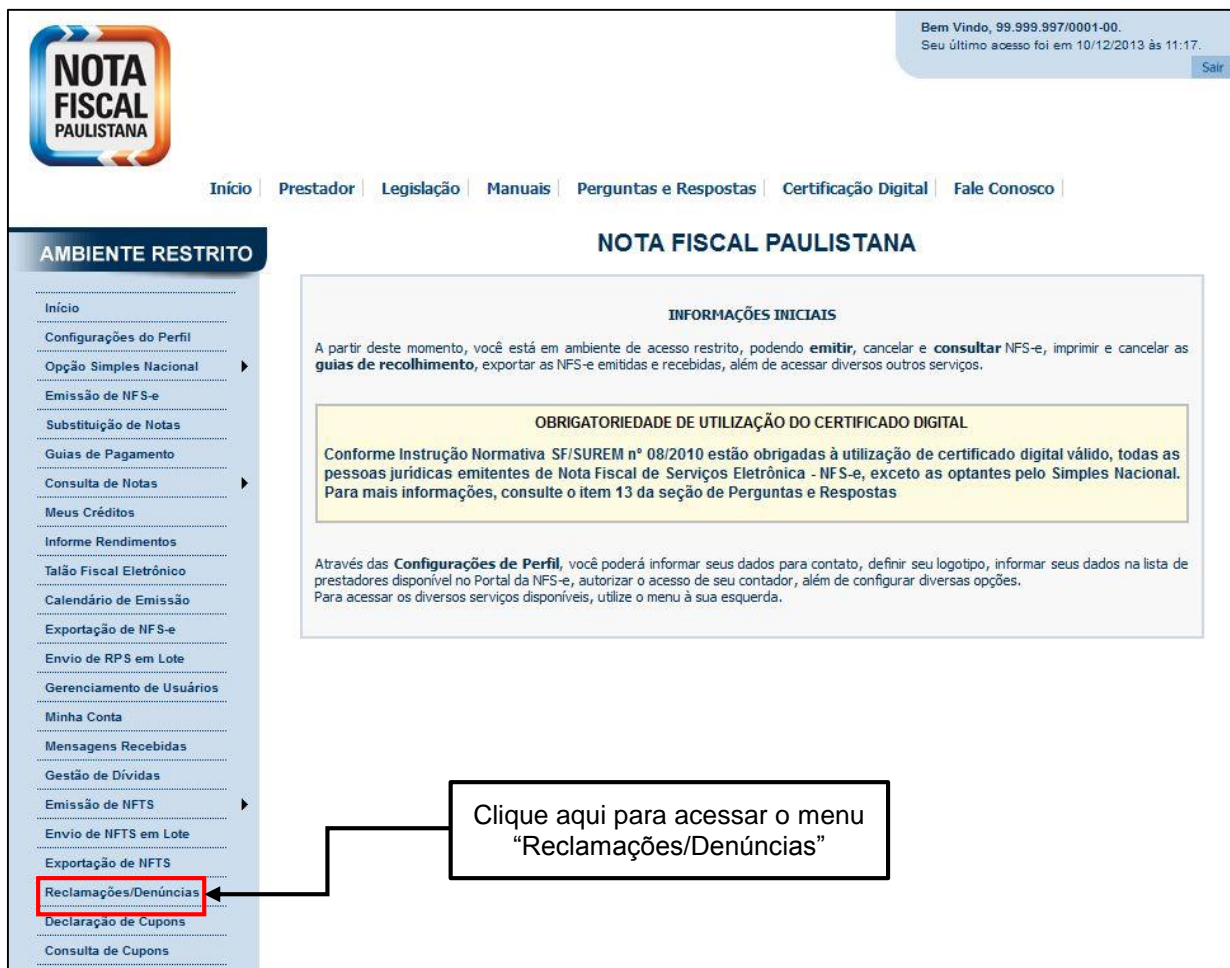 NOTA
FISCAL
PAULISTANA
Bem Vindo, 99.999.997/0001-00.
Seu último acesso foi em 10/12/2013 às 11:17.
Sair
Início Prestador Legislação Manuais Perguntas e Respostas Certificação Digital Fale Conosco
AMBIENTE RESTRITO
Início
Configurações do Perfil
Opção Simples Nacional
Emissão de NFS-e
Substituição de Notas
Guias de Pagamento
Consulta de Notas
Meus Créditos
Informe Rendimentos
Talão Fiscal Eletrônico
Calendário de Emissão
Exportação de NFS-e
Envio de RPS em Lote
Gerenciamento de Usuários
Minha Conta
Mensagens Recebidas
Gestão de Dívidas
Emissão de NFTS
Envio de NFTS em Lote
Exportação de NFTS
Reclamações/Denúncias
Declaração de Cupons
Consulta de Cupons
NOTA FISCAL PAULISTANA
INFORMAÇÕES INICIAIS
A partir deste momento, você está em ambiente de acesso restrito, podendo emitir, cancelar e consultar NFS-e, imprimir e cancelar as
guias de recolhimento, exportar as NFS-e emitidas e recebidas, além de acessar diversos outros serviços.
OBRIGATORIEDADE DE UTILIZAÇÃO DO CERTIFICADO DIGITAL
Conforme Instrução Normativa SF/SUREM nº 08/2010 estão obrigadas à utilização de certificado digital válido, todas as
pessoas jurídicas emitentes de Nota Fiscal de Serviços Eletrônica - NFS-e, exceto as optantes pelo Simples Nacional.
Para mais informações, consulte o item 13 da seção de Perguntas e Respostas
Através das Configurações de Perfil, você poderá informar seus dados para contato, definir seu logotipo, informar seus dados na lista de
prestadores disponível no Portal da NFS-e, autorizar o acesso de seu contador, além de configurar diversas opções.
Para acessar os diversos serviços disponíveis, utilize o menu à sua esquerda.
Clique aqui para acessar o menu
“Reclamações/Denúncias”